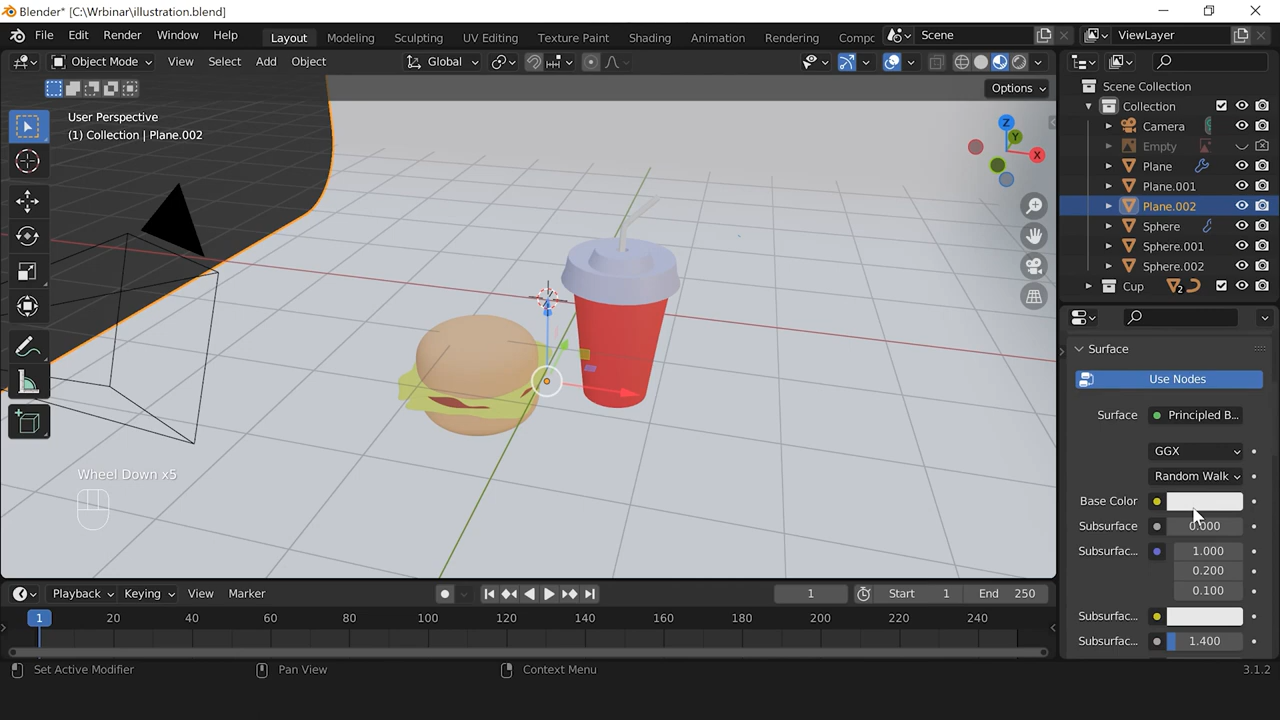 Blender* [C:\Wrbinar\illustration.blend]
File Edit Render Window Help Layout Modeling Sculpting UV Editing Texture Paint Shading Animation Rendering Compc Scene ViewLayer
Object Mode View Select Add Object Global
Options
User Perspective
(1) Collection | Plane.002
Z
Y
X
Wheel Down x5
Scene Collection
Collection
Camera
Empty
Plane
Plane.001
Plane.002
Sphere
Sphere.001
Sphere.002
Cup 2
Surface
Use Nodes
Surface Principled B...
GGX
Random Walk
Base Color
Subsurface 0.000
Subsurfac... 1.000
0.200
0.100
Subsurfac...
Subsurfac... 1.400
Playback Keying View Marker 1 Start 1 End 250
1 20 40 60 80 100 120 140 160 180 200 220 240
Set Active Modifier Pan View Context Menu 3.1.2